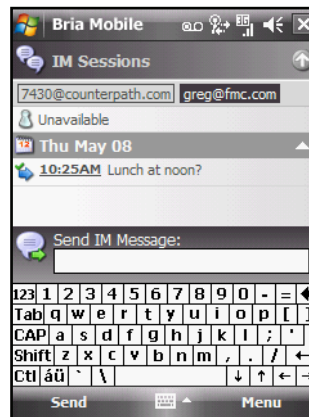 Bria Mobile
IM Sessions
7430@counterpath.com greg@fmc.com
Unavailable
12 Thu May 08
10:25AM Lunch at noon?
Send IM Message:
123 1 2 3 4 5 6 7 8 9 0 - =
Tab q w e r t y u i o p [ ]
CAP a s d f g h j k l ; '
Shift z x c v b n m , . /
Ctl áü ` \
Send Menu